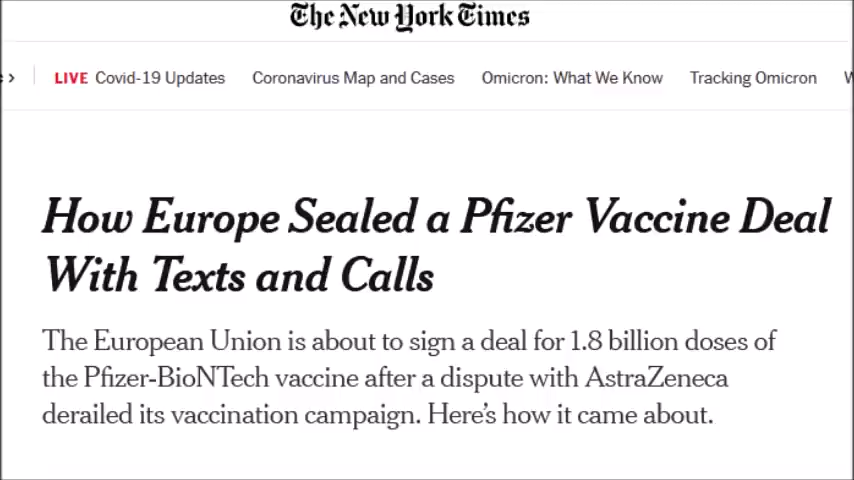 The New York Times
LIVE Covid-19 Updates Coronavirus Map and Cases Omicron: What We Know Tracking Omicron
How Europe Sealed a Pfizer Vaccine Deal
With Texts and Calls
The European Union is about to sign a deal for 1.8 billion doses of
the Pfizer-BioNTech vaccine after a dispute with AstraZeneca
derailed its vaccination campaign. Here's how it came about.